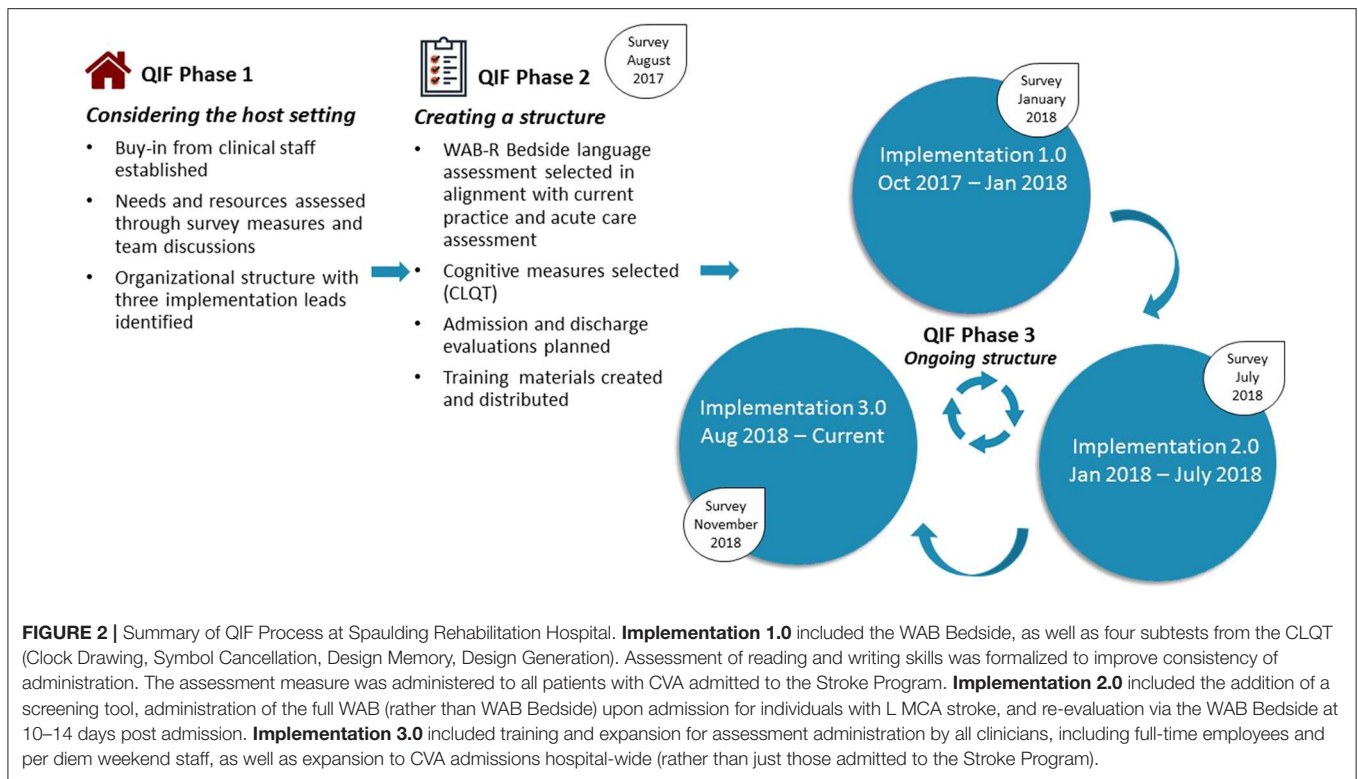 QIF Phase 1
Considering the host setting
• Buy-in from clinical staff
established
• Needs and resources assessed
through survey measures and
team discussions
• Organizational structure with
three implementation leads
identified
QIF Phase 2
Survey
August
2017
Creating a structure
• WAB-R Bedside language
assessment selected in
alignment with current
practice and acute care
assessment
• Cognitive measures selected
(CLQT)
• Admission and discharge
evaluations planned
• Training materials created
and distributed
Survey
January
2018
Implementation 1.0
Oct 2017 – Jan 2018
QIF Phase 3
Ongoing structure
Survey
July
2018
Implementation 2.0
Jan 2018 – July 2018
Implementation 3.0
Aug 2018 – Current
Survey
November
2018
FIGURE 2 | Summary of QIF Process at Spaulding Rehabilitation Hospital. Implementation 1.0 included the WAB Bedside, as well as four subtests from the CLQT
(Clock Drawing, Symbol Cancellation, Design Memory, Design Generation). Assessment of reading and writing skills was formalized to improve consistency of
administration. The assessment measure was administered to all patients with CVA admitted to the Stroke Program. Implementation 2.0 included the addition of a
screening tool, administration of the full WAB (rather than WAB Bedside) upon admission for individuals with L MCA stroke, and re-evaluation via the WAB Bedside at
10–14 days post admission. Implementation 3.0 included training and expansion for assessment administration by all clinicians, including full-time employees and
per diem weekend staff, as well as expansion to CVA admissions hospital-wide (rather than just those admitted to the Stroke Program).